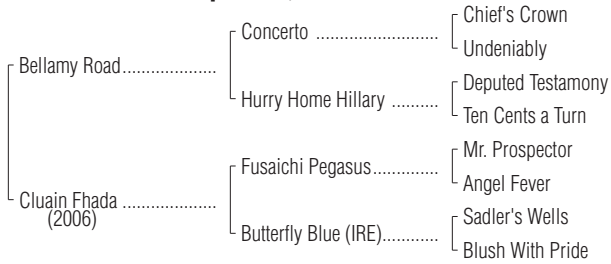 Chief's Crown
Concerto ........................
Undeniably
Bellamy Road...................
Deputed Testamony
Hurry Home Hillary ..........
Ten Cents a Turn
Mr. Prospector
Fusaichi Pegasus.............
Angel Fever
Cluain Fhada ...................
(2006)
Sadler's Wells
Butterfly Blue (IRE)............
Blush With Pride